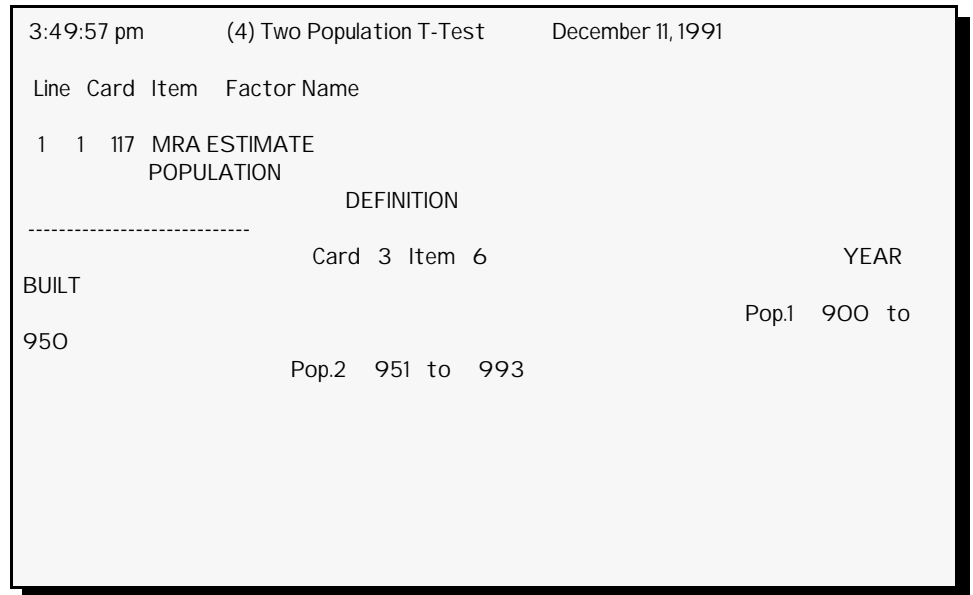 3:49:57 pm (4) Two Population T-Test December 11, 1991
Line Card Item Factor Name
1 1 117 MRA ESTIMATE
POPULATION
DEFINITION
-----------------------------
Card 3 Item 6 YEAR
BUILT
Pop.1 900 to
950
Pop.2 951 to 993